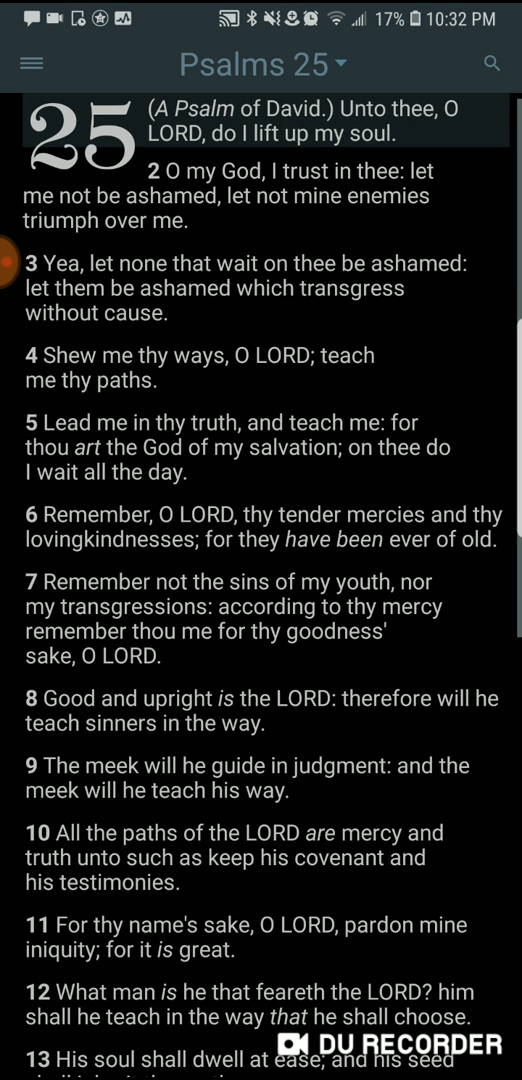 17% 10:32 PM
Psalms 25
25 (A Psalm of David.) Unto thee, O
LORD, do I lift up my soul.
2 O my God, I trust in thee: let
me not be ashamed, let not mine enemies
triumph over me.
3 Yea, let none that wait on thee be ashamed:
let them be ashamed which transgress
without cause.
4 Shew me thy ways, O LORD; teach
me thy paths.
5 Lead me in thy truth, and teach me: for
thou art the God of my salvation; on thee do
I wait all the day.
6 Remember, O LORD, thy tender mercies and thy
lovingkindnesses; for they have been ever of old.
7 Remember not the sins of my youth, nor
my transgressions: according to thy mercy
remember thou me for thy goodness'
sake, O LORD.
8 Good and upright is the LORD: therefore will he
teach sinners in the way.
9 The meek will he guide in judgment: and the
meek will he teach his way.
10 All the paths of the LORD are mercy and
truth unto such as keep his covenant and
his testimonies.
11 For thy name's sake, O LORD, pardon mine
iniquity; for it is great.
12 What man is he that feareth the LORD? him
shall he teach in the way that he shall choose.
DU RECORDER
13 His soul shall dwell at ease; and his seed